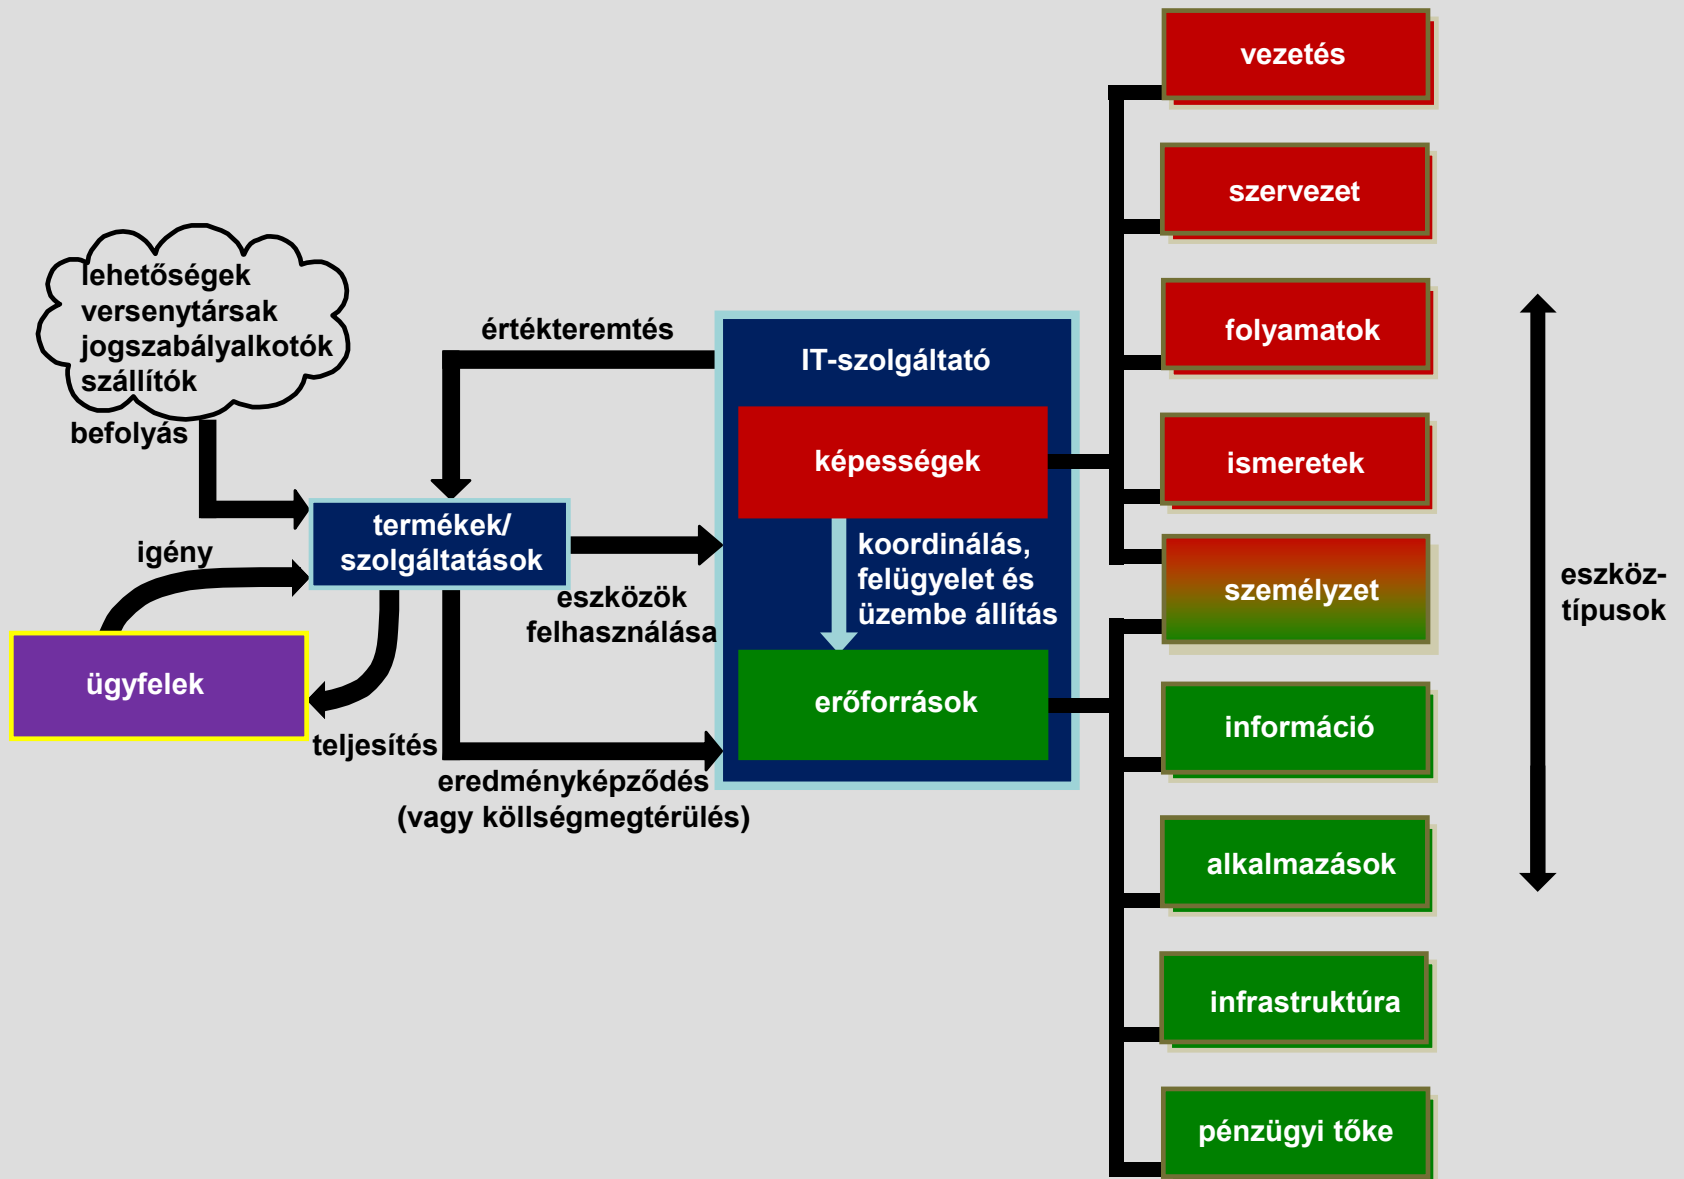 lehetőségek
versenytársak
jogszabályalkotók
szállítók
befolyás
igény
ügyfelek
teljesítés
értékteremtés
termékek/
szolgáltatások
eszközök
felhasználása
eredményképződés
(vagy köllségmegtérülés)
IT-szolgáltató
képességek
koordinálás,
felügyelet és
üzembe állítás
erőforrások
vezetés
szervezet
folyamatok
ismeretek
személyzet
információ
alkalmazások
infrastruktúra
pénzügyi tőke
eszköz-
típusok